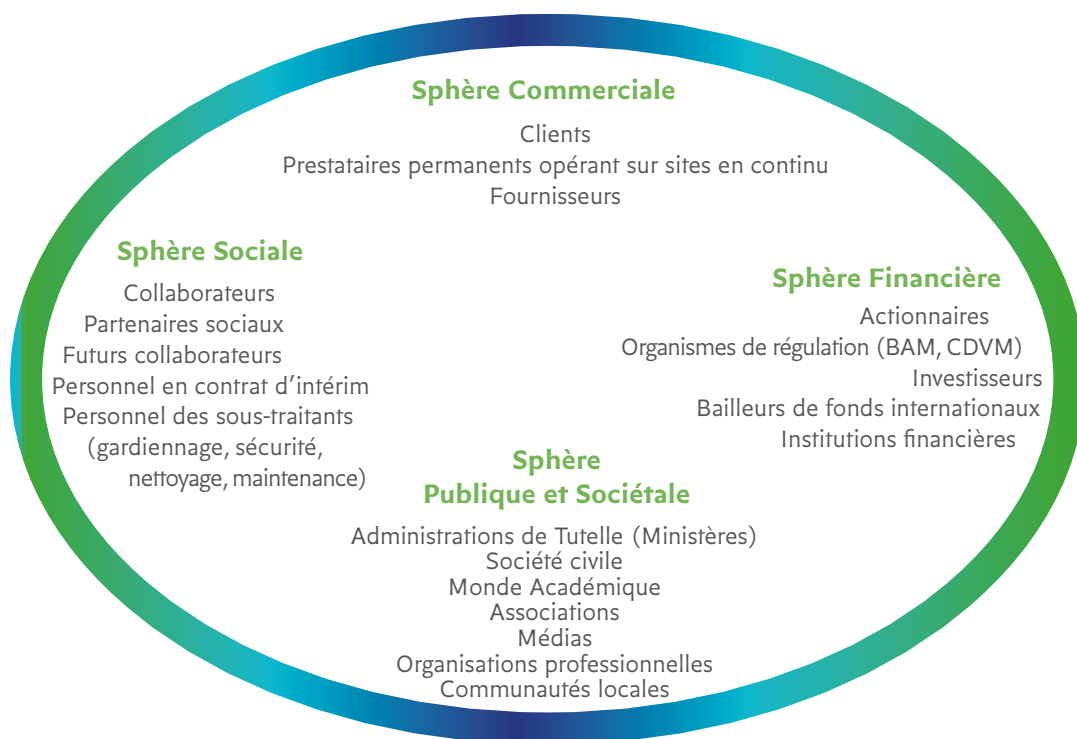 Sphère Commerciale
Clients
Prestataires permanents opérant sur sites en continu
Fournisseurs
Sphère Sociale
Collaborateurs
Partenaires sociaux
Futurs collaborateurs
Personnel en contrat d’intérim
Personnel des sous-traitants
(gardiennage, sécurité,
nettoyage, maintenance)
Sphère Financière
Actionnaires
Organismes de régulation (BAM, CDVM)
Investisseurs
Bailleurs de fonds internationaux
Institutions financières
Sphère
Publique et Sociétale
Administrations de Tutelle (Ministères)
Société civile
Monde Académique
Associations
Médias
Organisations professionnelles
Communautés locales